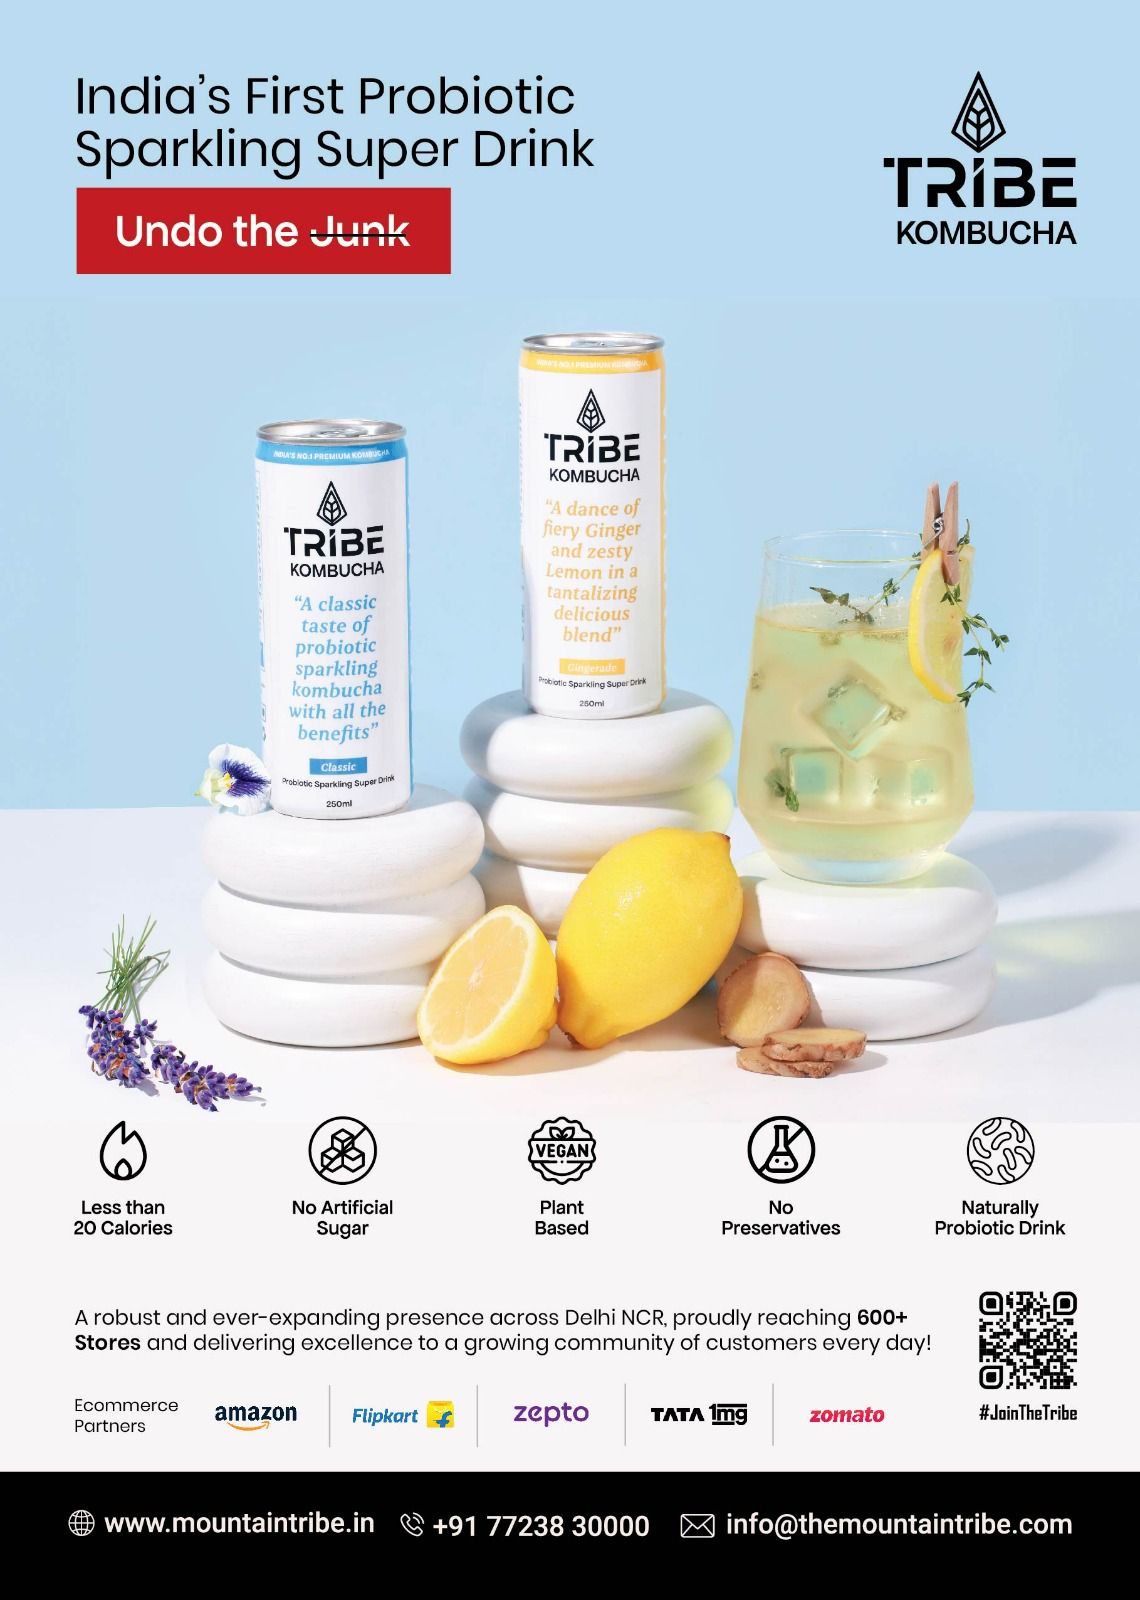 India's First Probiotic
Sparkling Super Drink
Undo the Junk
TRIBE
KOMBUCHA
INDIA'S NO.1 PREMIUM KOMBUCHA
TRIBE
KOMBUCHA
"A dance of
fiery Ginger
and zesty
Lemon in a
tantalizing
delicious
blend"
Gingerade
Probiotic Sparkling Super Drink
250ml
INDIA'S NO.1 PREMIUM KOMBUCHA
TRIBE
KOMBUCHA
"A classic
taste of
probiotic
sparkling
kombucha
with all the
benefits"
Classic
Probiotic Sparkling Super Drink
250ml
Less than
20 Calories
No Artificial
Sugar
VEGAN
Plant
Based
No
Preservatives
Naturally
Probiotic Drink
A robust and ever-expanding presence across Delhi NCR, proudly reaching 600+
Stores and delivering excellence to a growing community of customers every day!
#JoinTheTribe
Ecommerce
Partners
amazon
Flipkart
zepto
TATA 1mg
zomato
www.mountaintribe.in
+91 77238 30000
info@themountaintribe.com